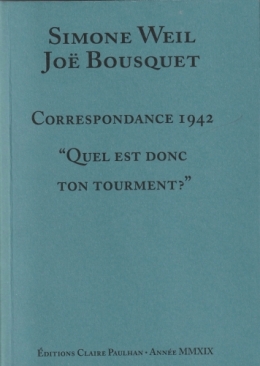 Simone Weil
Joë Bousquet
Correspondance 1942
“Quel est donc
ton tourment?”
Éditions Claire Paulhan • Année MMXIX